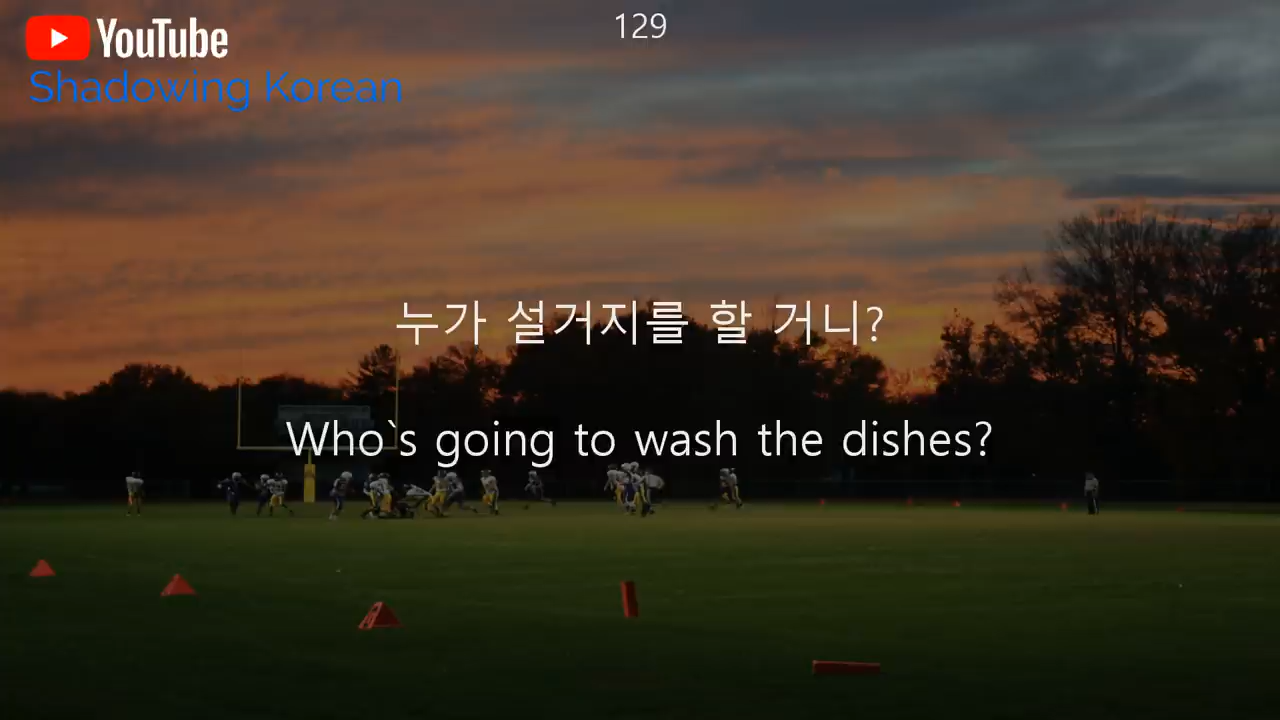 129
YouTube
Shadowing Korean
누가 설거지를 할 거니?
Who`s going to wash the dishes?